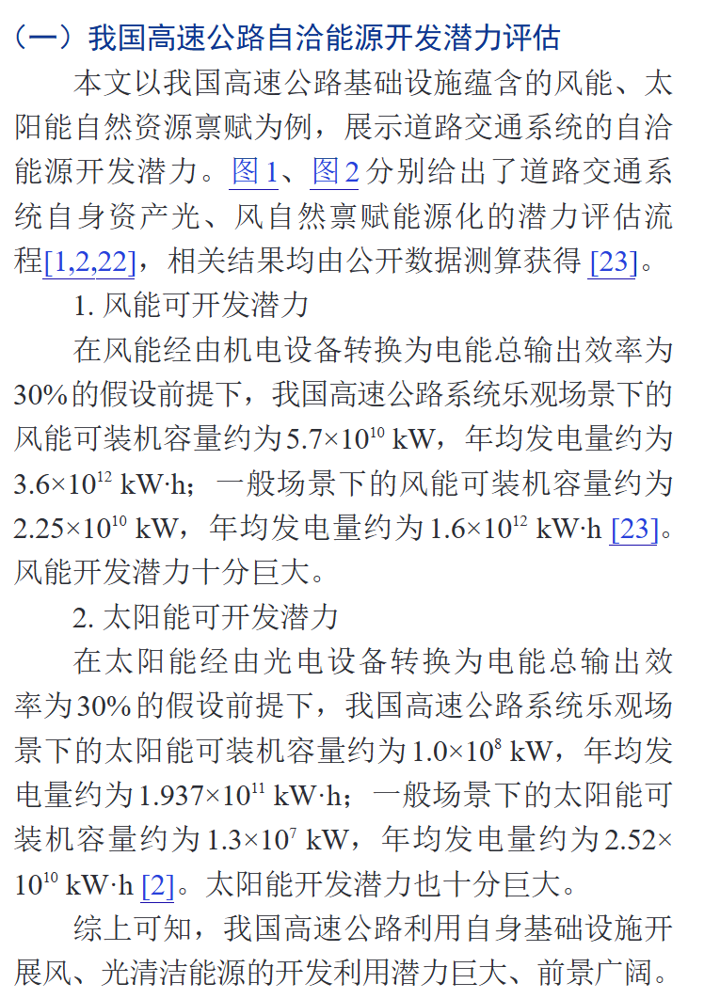 （一）我国高速公路自洽能源开发潜力评估
本文以我国高速公路基础设施蕴含的风能、太
阳能自然资源禀赋为例，展示道路交通系统的自洽
能源开发潜力。图1、图2分别给出了道路交通系
统自身资产光、风自然禀赋能源化的潜力评估流
程[1,2,22]，相关结果均由公开数据测算获得 [23]。
1. 风能可开发潜力
在风能经由机电设备转换为电能总输出效率为
30%的假设前提下，我国高速公路系统乐观场景下的
风能可装机容量约为5.7×10¹⁰ kW，年均发电量约为
3.6×10¹² kW·h；一般场景下的风能可装机容量约为
2.25×10¹⁰ kW，年均发电量约为1.6×10¹² kW·h [23]。
风能开发潜力十分巨大。
2. 太阳能可开发潜力
在太阳能经由光电设备转换为电能总输出效
率为30%的假设前提下，我国高速公路系统乐观场
景下的太阳能可装机容量约为1.0×10⁸ kW，年均发
电量约为1.937×10¹¹ kW·h；一般场景下的太阳能可
装机容量约为1.3×10⁷ kW，年均发电量约为2.52×
10¹⁰ kW·h [2]。太阳能开发潜力也十分巨大。
综上可知，我国高速公路利用自身基础设施开
展风、光清洁能源的开发利用潜力巨大、前景广阔。